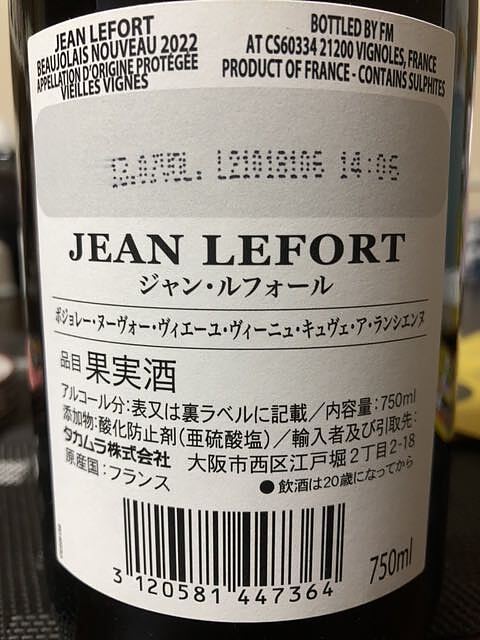 JEAN LEFORT
BEAUJOLAIS NOUVEAU 2022
APPELLATION D'ORIGINE PROTÉGÉE
VIEILLES VIGNES
BOTTLED BY FM
AT CS60334 21200 VIGNOLES, FRANCE
PRODUCT OF FRANCE - CONTAINS SULPHITES
L2101B106 14:06
JEAN LEFORT
ジャン・ルフォール
ボジョレー・ヌーヴォー・ヴィエーユ・ヴィーニュ・キュヴェ・ア・ランシエンヌ
品目 果実酒
アルコール分:表又は裏ラベルに記載/内容量:750ml
添加物:酸化防止剤(亜硫酸塩)/輸入者及び引取先:
タカムラ株式会社 大阪市西区江戸堀2丁目2-18
原産国:フランス
●飲酒は20歳になってから
3 120581 447364
750ml